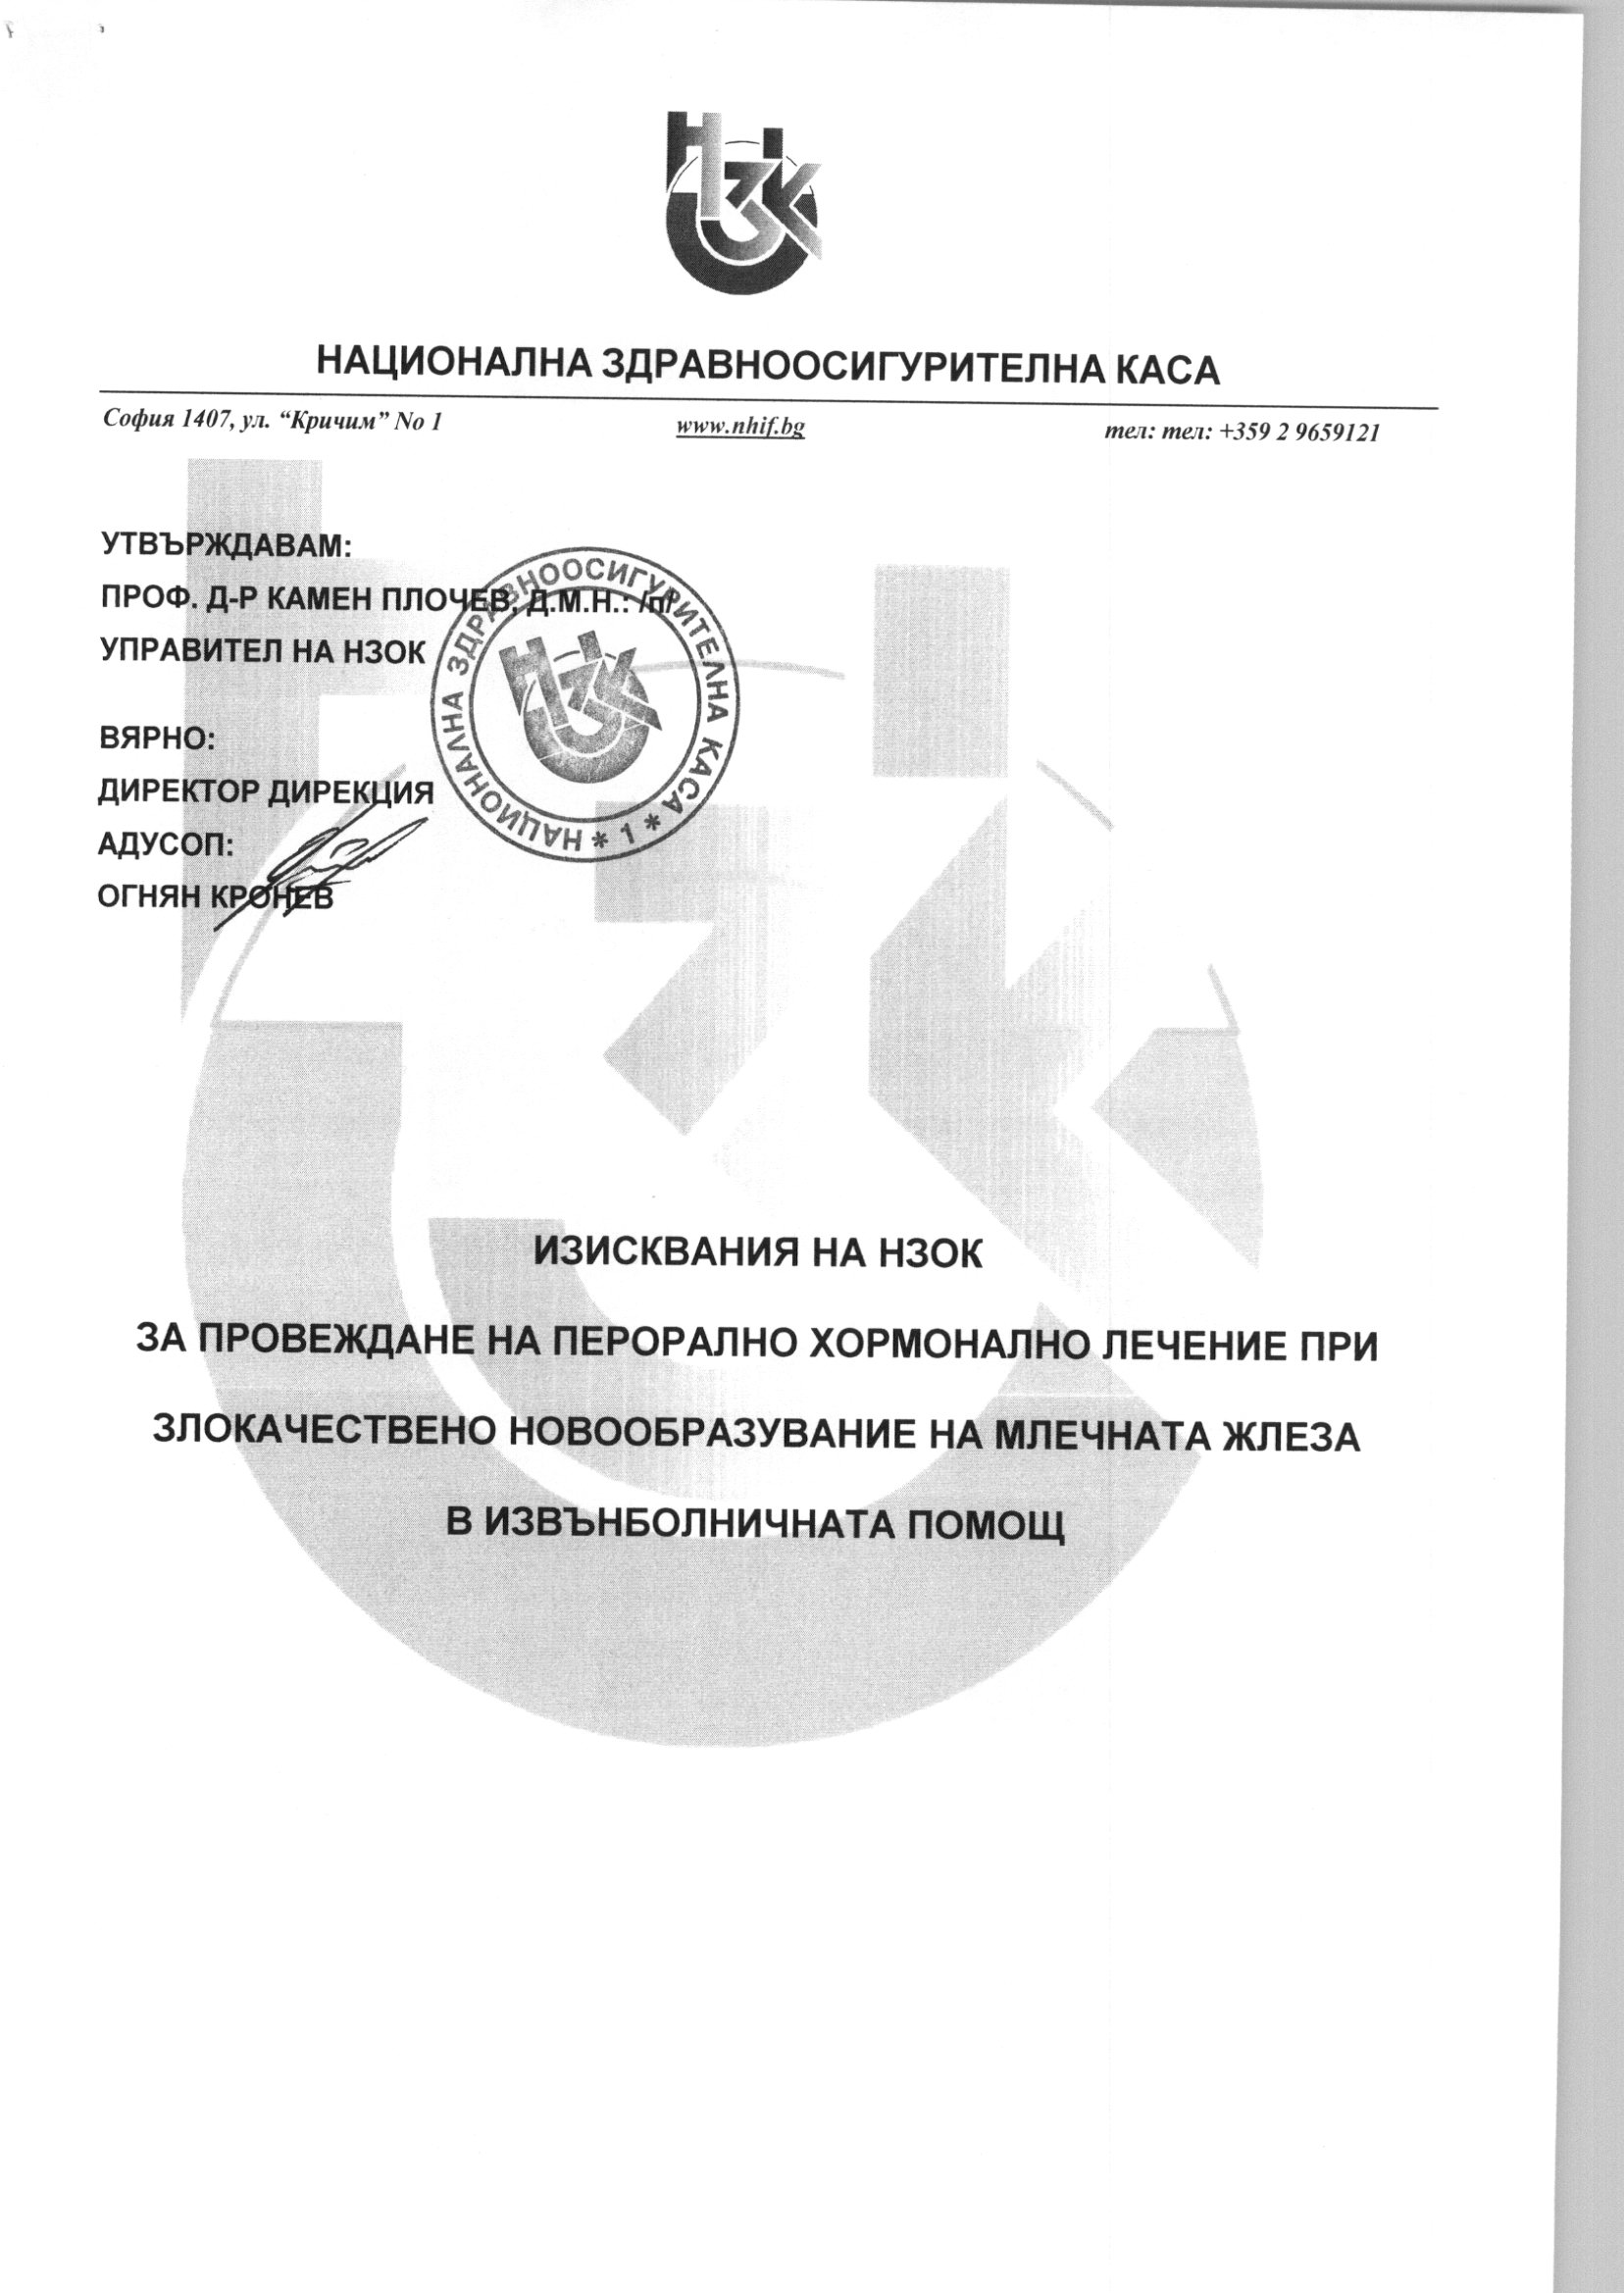 НЗК
НАЦИОНАЛНА ЗДРАВНООСИГУРИТЕЛНА КАСА
София 1407, ул. “Кричим” No 1 www.nhif.bg тел: тел: +359 2 9659121
УТВЪРЖДАВАМ:
ПРОФ. Д-Р КАМЕН ПЛОЧЕВ, Д.М.Н.: /п/
УПРАВИТЕЛ НА НЗОК
НАЦИОНАЛНА ЗДРАВНООСИГУРИТЕЛНА КАСА * 1 *
НЗК
ВЯРНО:
ДИРЕКТОР ДИРЕКЦИЯ
АДУСОП:
ОГНЯН КРОНЕВ
ИЗИСКВАНИЯ НА НЗОК
ЗА ПРОВЕЖДАНЕ НА ПЕРОРАЛНО ХОРМОНАЛНО ЛЕЧЕНИЕ ПРИ
ЗЛОКАЧЕСТВЕНО НОВООБРАЗУВАНИЕ НА МЛЕЧНАТА ЖЛЕЗА
В ИЗВЪНБОЛНИЧНАТА ПОМОЩ